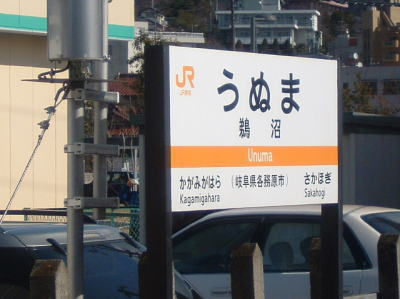 JR
JR東海
うぬま
鵜沼
Unuma
かがみがはら (岐阜県各務原市) さかほぎ
Kagamigahara Sakahogi